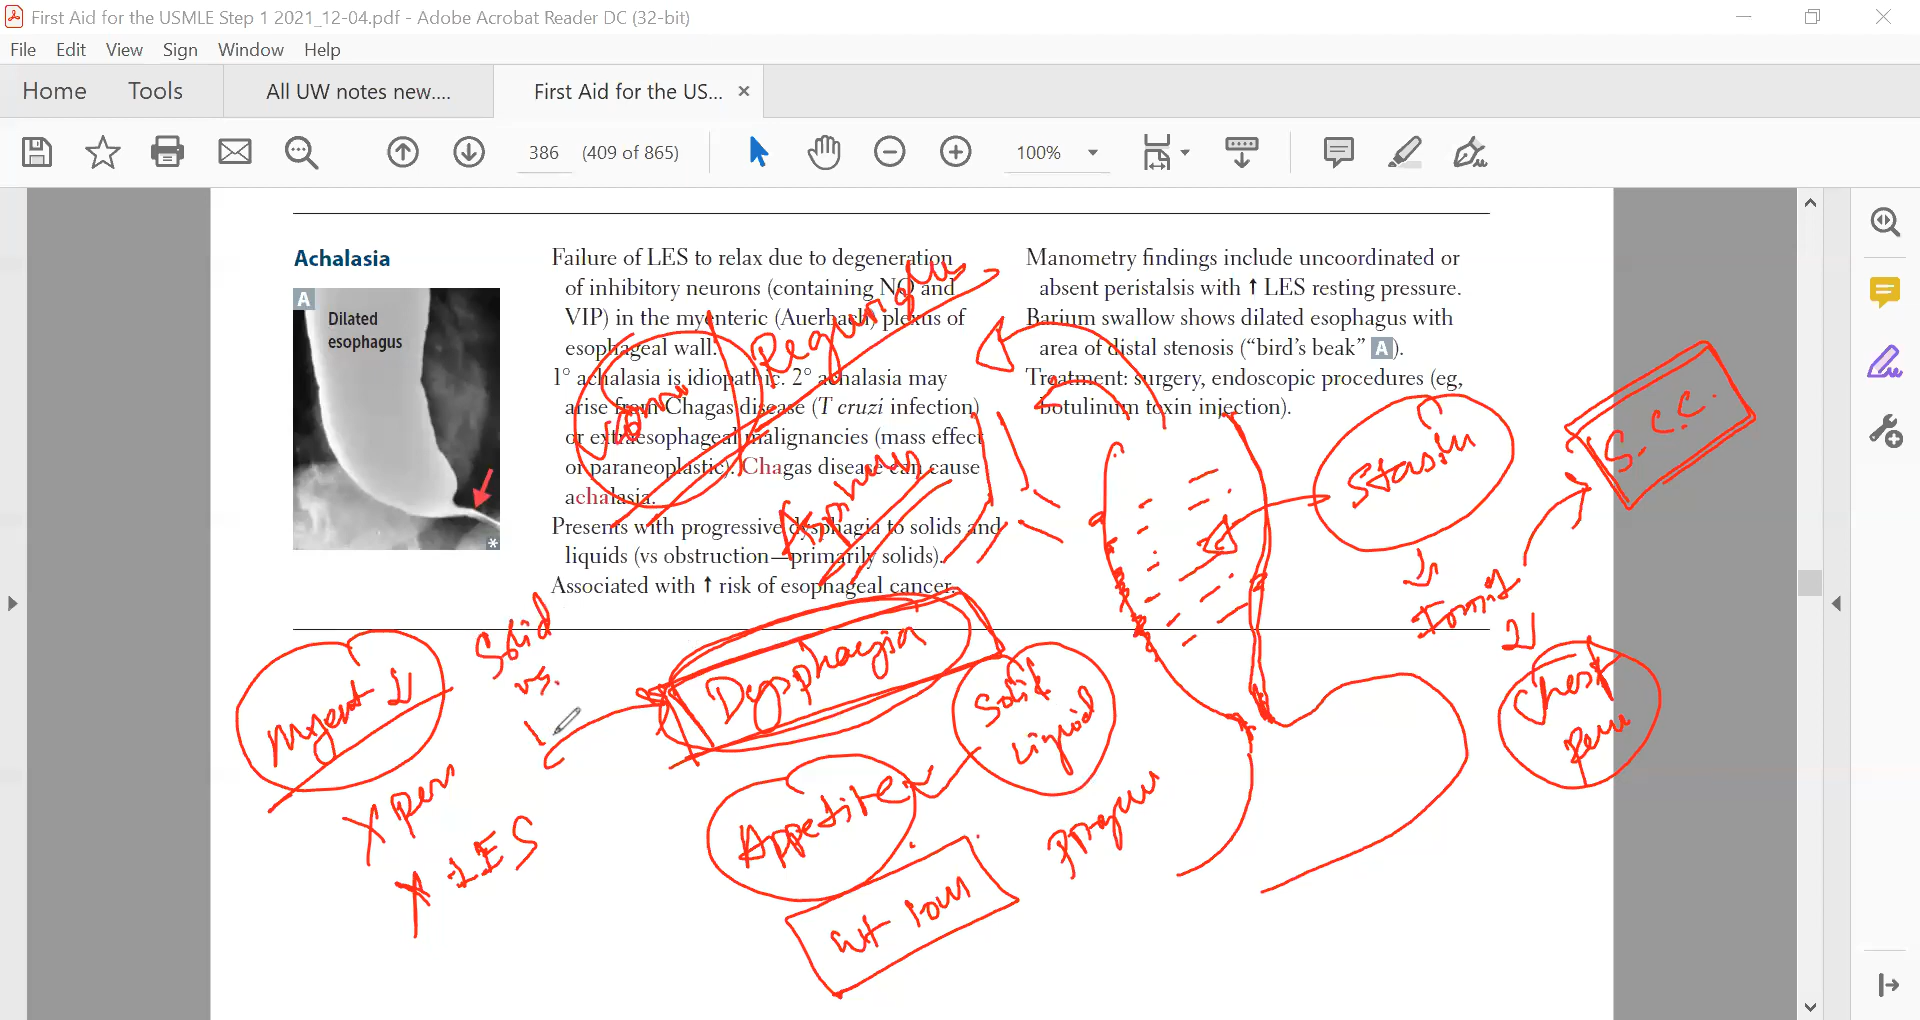 First Aid for the USMLE Step 1 2021_12-04.pdf - Adobe Acrobat Reader DC (32-bit)
File Edit View Sign Window Help
Home Tools All UW notes new.... First Aid for the US... ×
386 (409 of 865) 100%
Achalasia
A
Dilated
esophagus
*
Failure of LES to relax due to degeneration
of inhibitory neurons (containing NO and
VIP) in the myenteric (Auerbach) plexus of
esophageal wall.
1° achalasia is idiopathic. 2° achalasia may
arise from Chagas disease (T cruzi infection)
or extraesophageal malignancies (mass effect
or paraneoplastic). Chagas disease can cause
achalasia.
Presents with progressive dysphagia to solids and
liquids (vs obstruction—primarily solids).
Associated with ↑ risk of esophageal cancer.
Manometry findings include uncoordinated or
absent peristalsis with ↑ LES resting pressure.
Barium swallow shows dilated esophagus with
area of distal stenosis (“bird’s beak” A).
Treatment: surgery, endoscopic procedures (eg,
botulinum toxin injection).
Stasis
S.C.C.
Solid
vs.
Dysphagia
Solid
Liquid
Chest
Appetite
LES